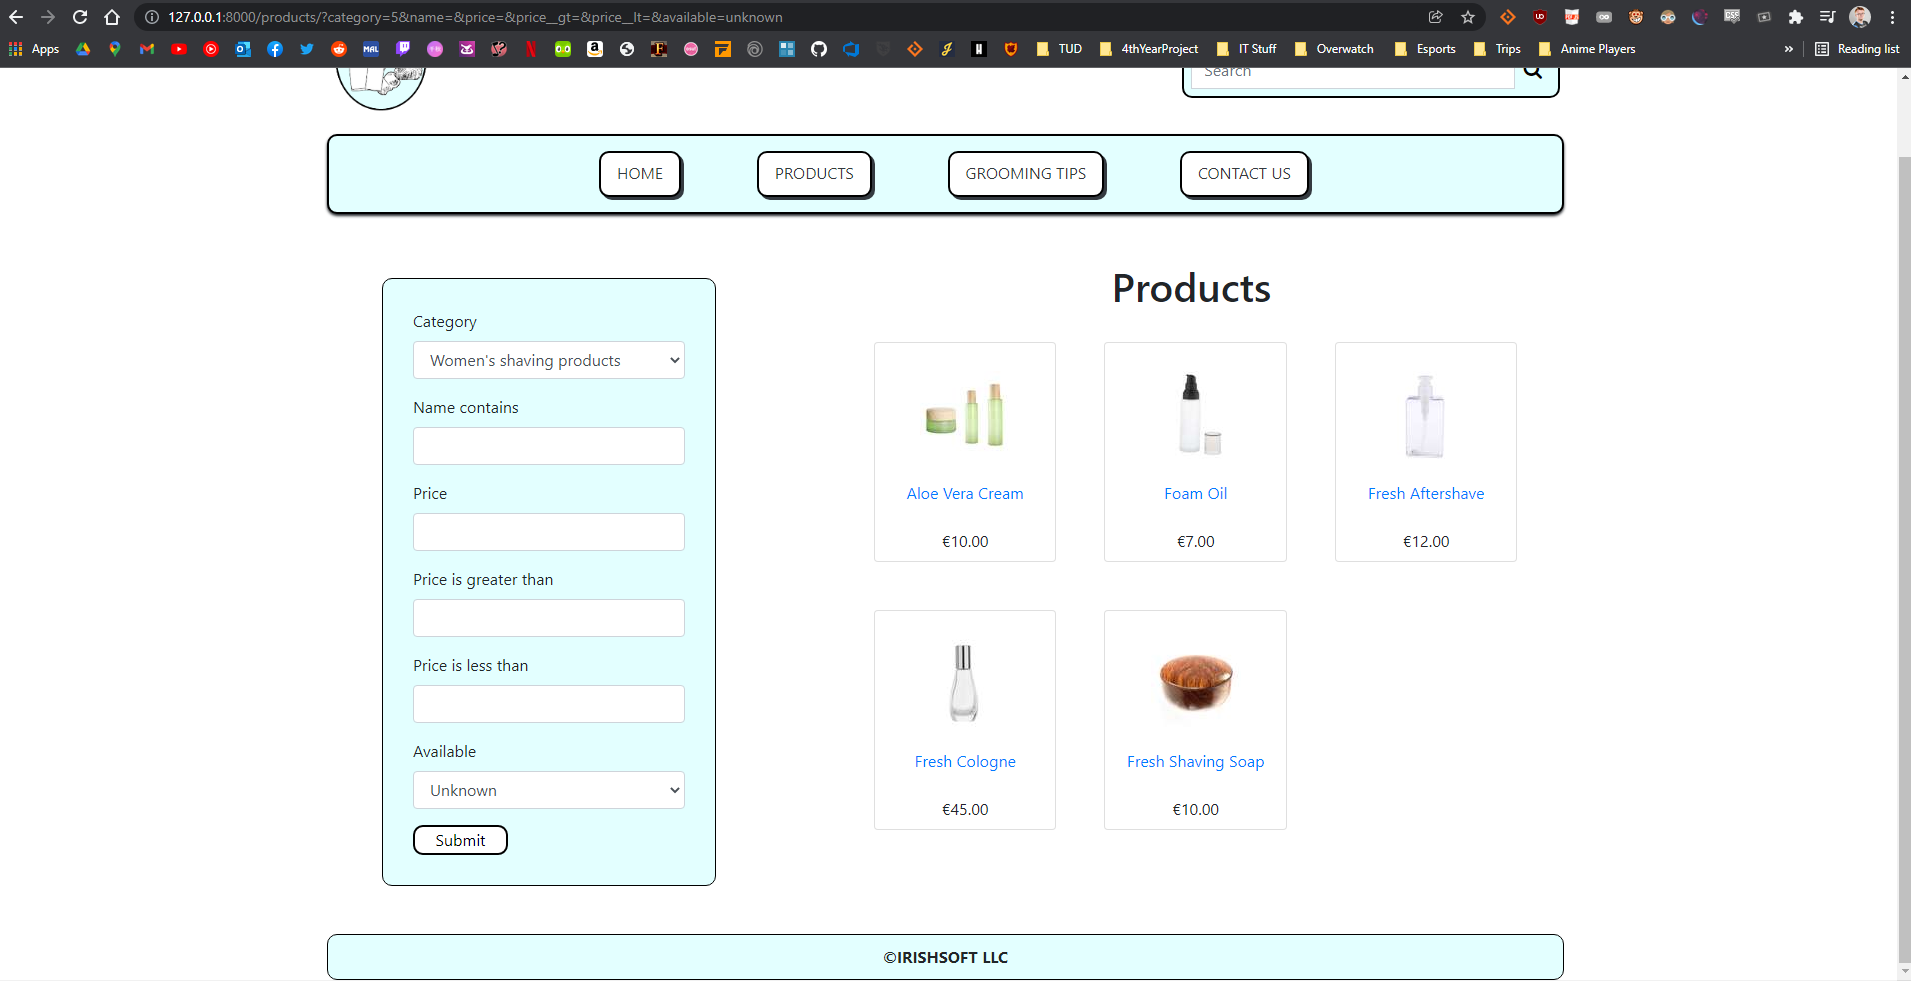 127.0.0.1:8000/products/?category=5&name=&price=&price__gt=&price__lt=&available=unknown
Apps
TUD
4thYearProject
IT Stuff
Overwatch
Esports
Trips
Anime Players
»
Reading list
Search
HOME
PRODUCTS
GROOMING TIPS
CONTACT US
Products
Category
Women's shaving products
Name contains
Price
Price is greater than
Price is less than
Available
Unknown
Submit
Aloe Vera Cream
€10.00
Foam Oil
€7.00
Fresh Aftershave
€12.00
Fresh Cologne
€45.00
Fresh Shaving Soap
€10.00
©IRISHSOFT LLC